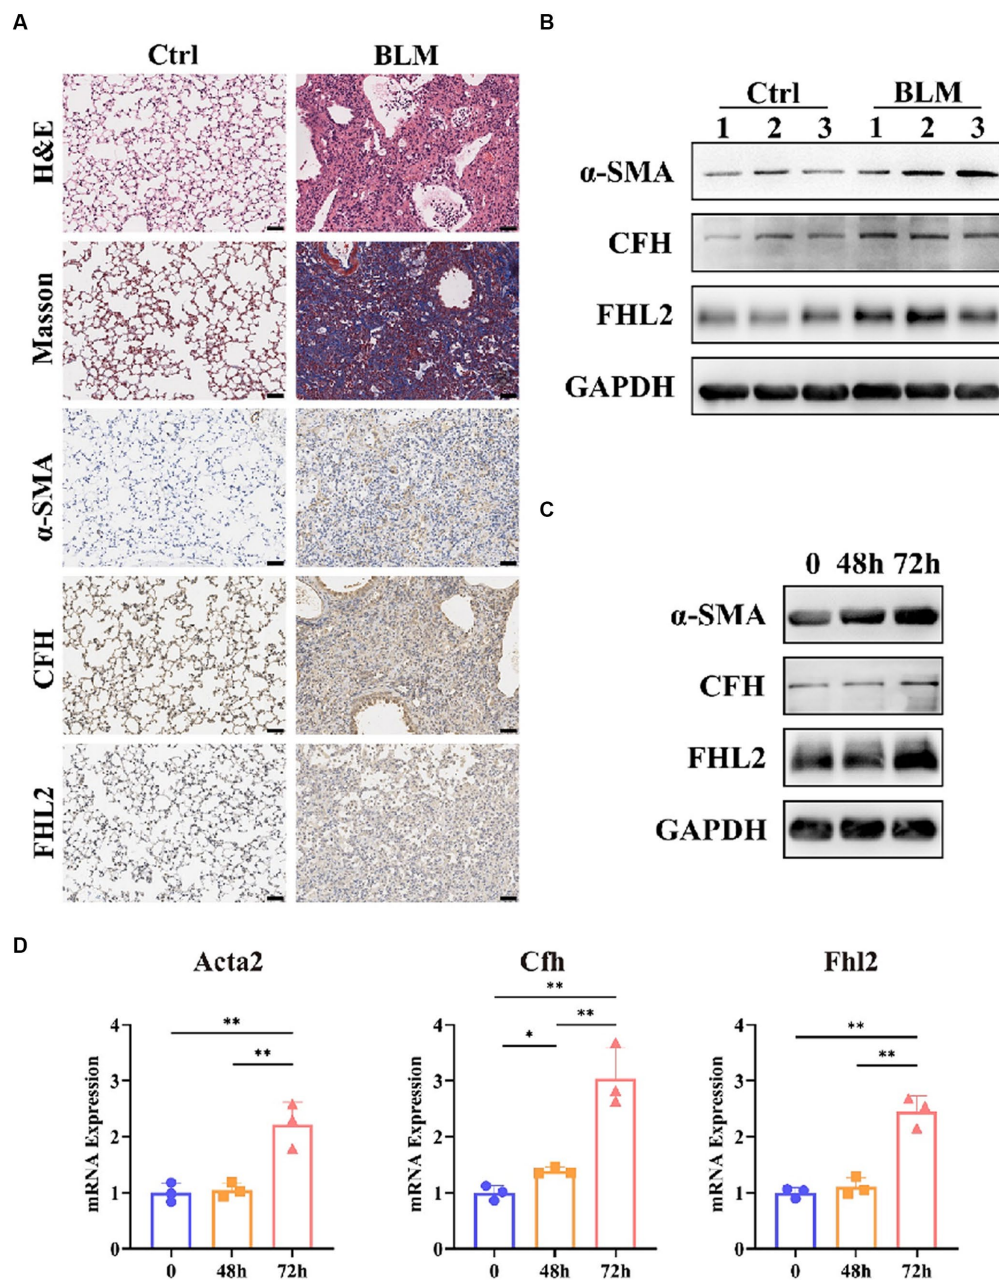 A
Ctrl BLM
H&E
Masson
α-SMA
CFH
FHL2
B
Ctrl BLM
1 2 3 1 2 3
α-SMA
CFH
FHL2
GAPDH
C
0 48h 72h
α-SMA
CFH
FHL2
GAPDH
D
Acta2
mRNA Expression
4
3
2
1
0
**
**
0 48h 72h
Cfh
mRNA Expression
4
3
2
1
0
**
**
*
0 48h 72h
Fhl2
mRNA Expression
4
3
2
1
0
**
**
0 48h 72h